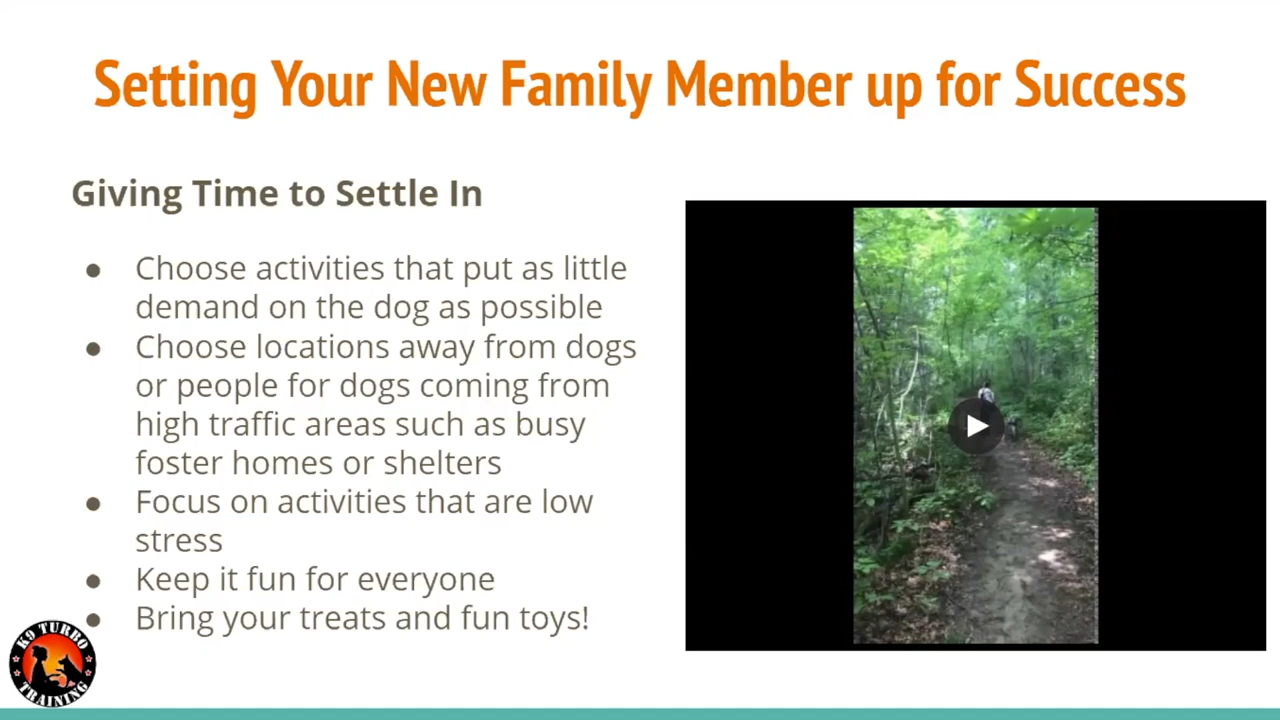 Setting Your New Family Member up for Success
Giving Time to Settle In
● Choose activities that put as little
demand on the dog as possible
● Choose locations away from dogs
or people for dogs coming from
high traffic areas such as busy
foster homes or shelters
● Focus on activities that are low
stress
● Keep it fun for everyone
● Bring your treats and fun toys!
K9 TURBO
TRAINING